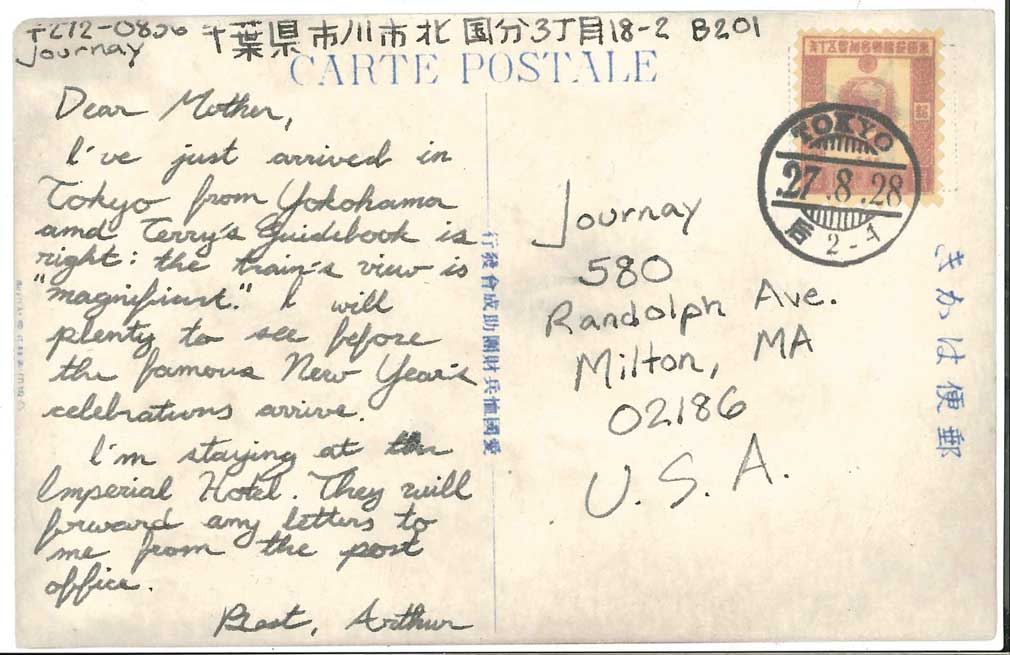 〒272-0836 千葉県市川市北国分3丁目18-2 B201
Journay
CARTE POSTALE
Dear Mother,
I've just arrived in
Tokyo from Yokohama
and Terry's Guidebook is
right: the train's view is
"magnificent." I will
plenty to see before
the famous New Year's
celebrations arrive.
I'm staying at the
Imperial Hotel. They will
forward any letters to
me from the post
office.
Best, Arthur
行發會成助團財兵恤國愛
TOKYO
27.8.28
后 2-4
Journay
580
Randolph Ave.
Milton, MA
02186
U.S.A.
きかは便郵